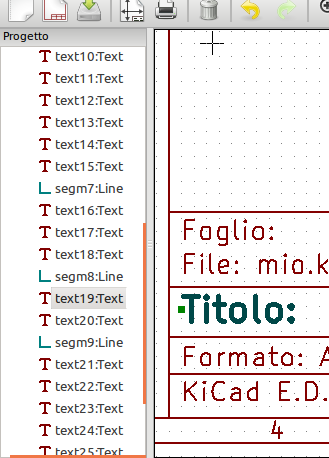 Progetto
text10:Text
text11:Text
text12:Text
text13:Text
text14:Text
text15:Text
segm7:Line
text16:Text
text17:Text
text18:Text
segm8:Line
text19:Text
text20:Text
segm9:Line
text21:Text
text22:Text
text23:Text
text24:Text
text25:Text
Foglio:
File: mio.k
Titolo:
Formato: A
KiCad E.D.
4